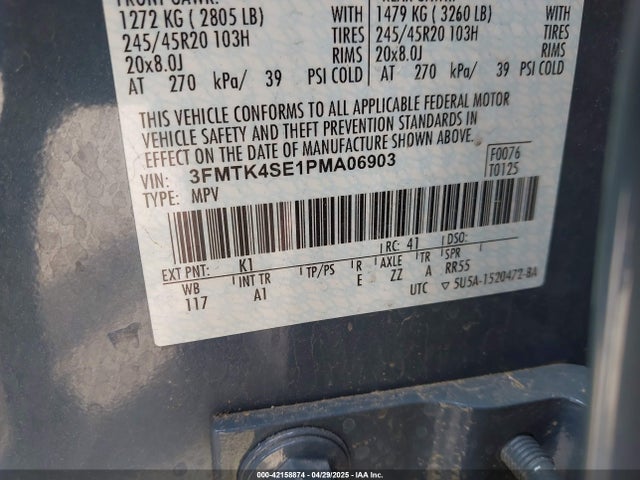 1272 KG ( 2805 LB) WITH
245/45R20 103H TIRES
20x8.0J RIMS
AT 270 kPa/ 39 PSI COLD
1479 KG ( 3260 LB) WITH
245/45R20 103H TIRES
20x8.0J RIMS
AT 270 kPa/ 39 PSI COLD
THIS VEHICLE CONFORMS TO ALL APPLICABLE FEDERAL MOTOR
VEHICLE SAFETY AND THEFT PREVENTION STANDARDS IN
EFFECT ON THE DATE OF MANUFACTURE SHOWN ABOVE.
VIN: 3FMTK4SE1PMA06903
F0076
T0125
TYPE: MPV
EXT PNT: K1 RC: 41 DSO:
WB INT TR TP/PS R AXLE TR SPR
117 A1 E ZZ A RR55
UTC 5U5A-1520472-BA
000-42158874 04/29/2025 IAA Inc.